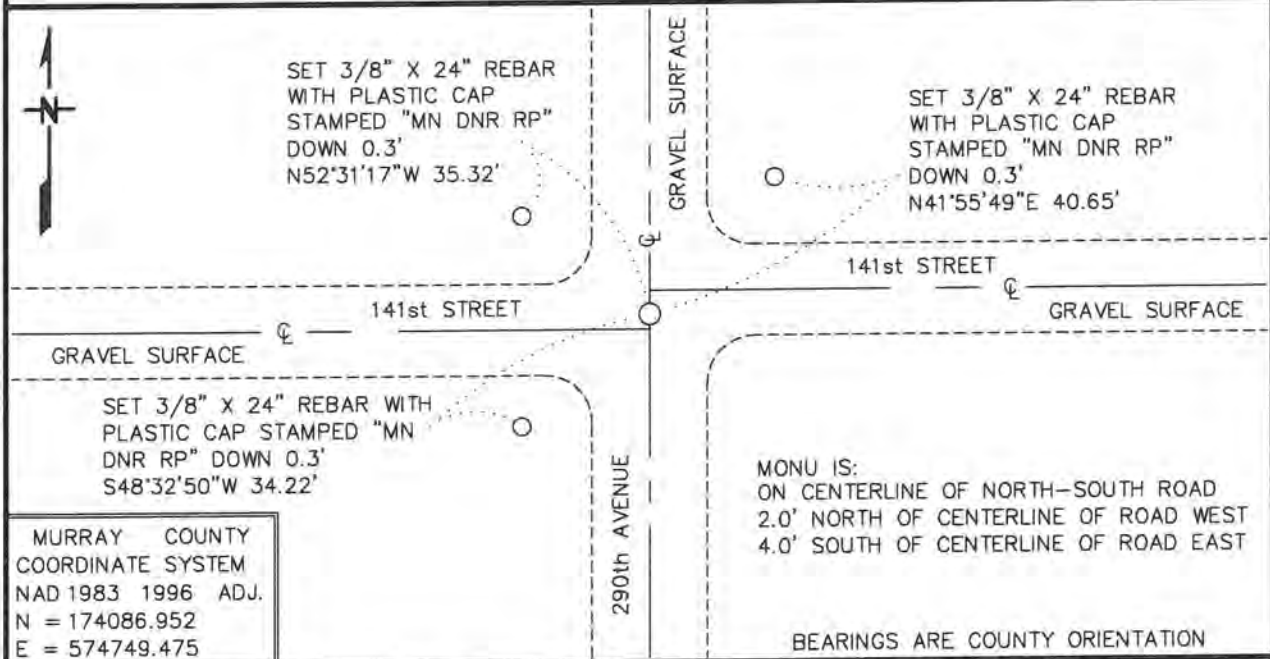 N
SET 3/8" X 24" REBAR
WITH PLASTIC CAP
STAMPED "MN DNR RP"
DOWN 0.3'
N52°31'17"W 35.32'
GRAVEL SURFACE
SET 3/8" X 24" REBAR
WITH PLASTIC CAP
STAMPED "MN DNR RP"
DOWN 0.3'
N41°55'49"E 40.65'
℄
141st STREET
℄
GRAVEL SURFACE
141st STREET
℄
GRAVEL SURFACE
SET 3/8" X 24" REBAR WITH
PLASTIC CAP STAMPED "MN
DNR RP" DOWN 0.3'
S48°32'50"W 34.22'
290th AVENUE
MONU IS:
ON CENTERLINE OF NORTH-SOUTH ROAD
2.0' NORTH OF CENTERLINE OF ROAD WEST
4.0' SOUTH OF CENTERLINE OF ROAD EAST
MURRAY COUNTY
COORDINATE SYSTEM
NAD 1983 1996 ADJ.
N = 174086.952
E = 574749.475
BEARINGS ARE COUNTY ORIENTATION